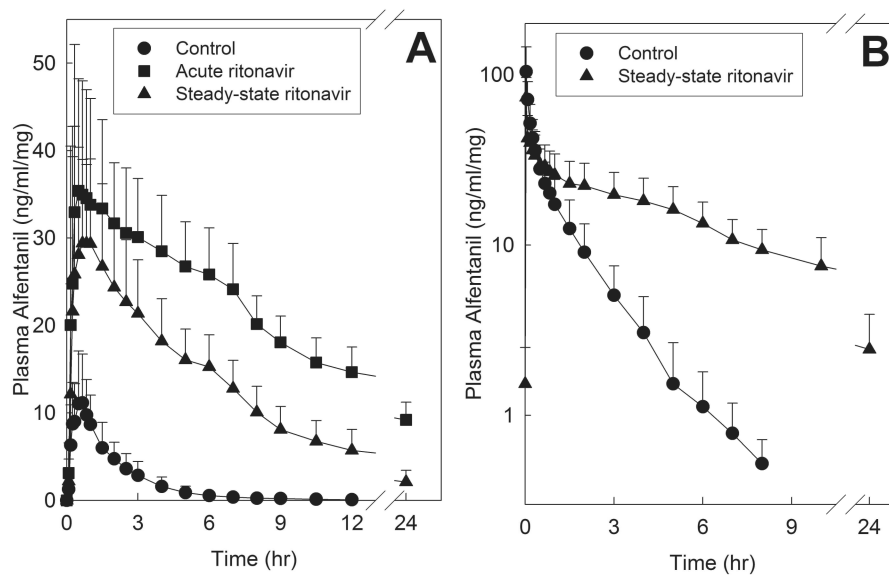 A
Control
Acute ritonavir
Steady-state ritonavir
Plasma Alfentanil (ng/ml/mg)
50
40
30
20
10
0
0 3 6 9 12 24
Time (hr)
B
Control
Steady-state ritonavir
Plasma Alfentanil (ng/ml/mg)
100
10
1
0 3 6 9 24
Time (hr)